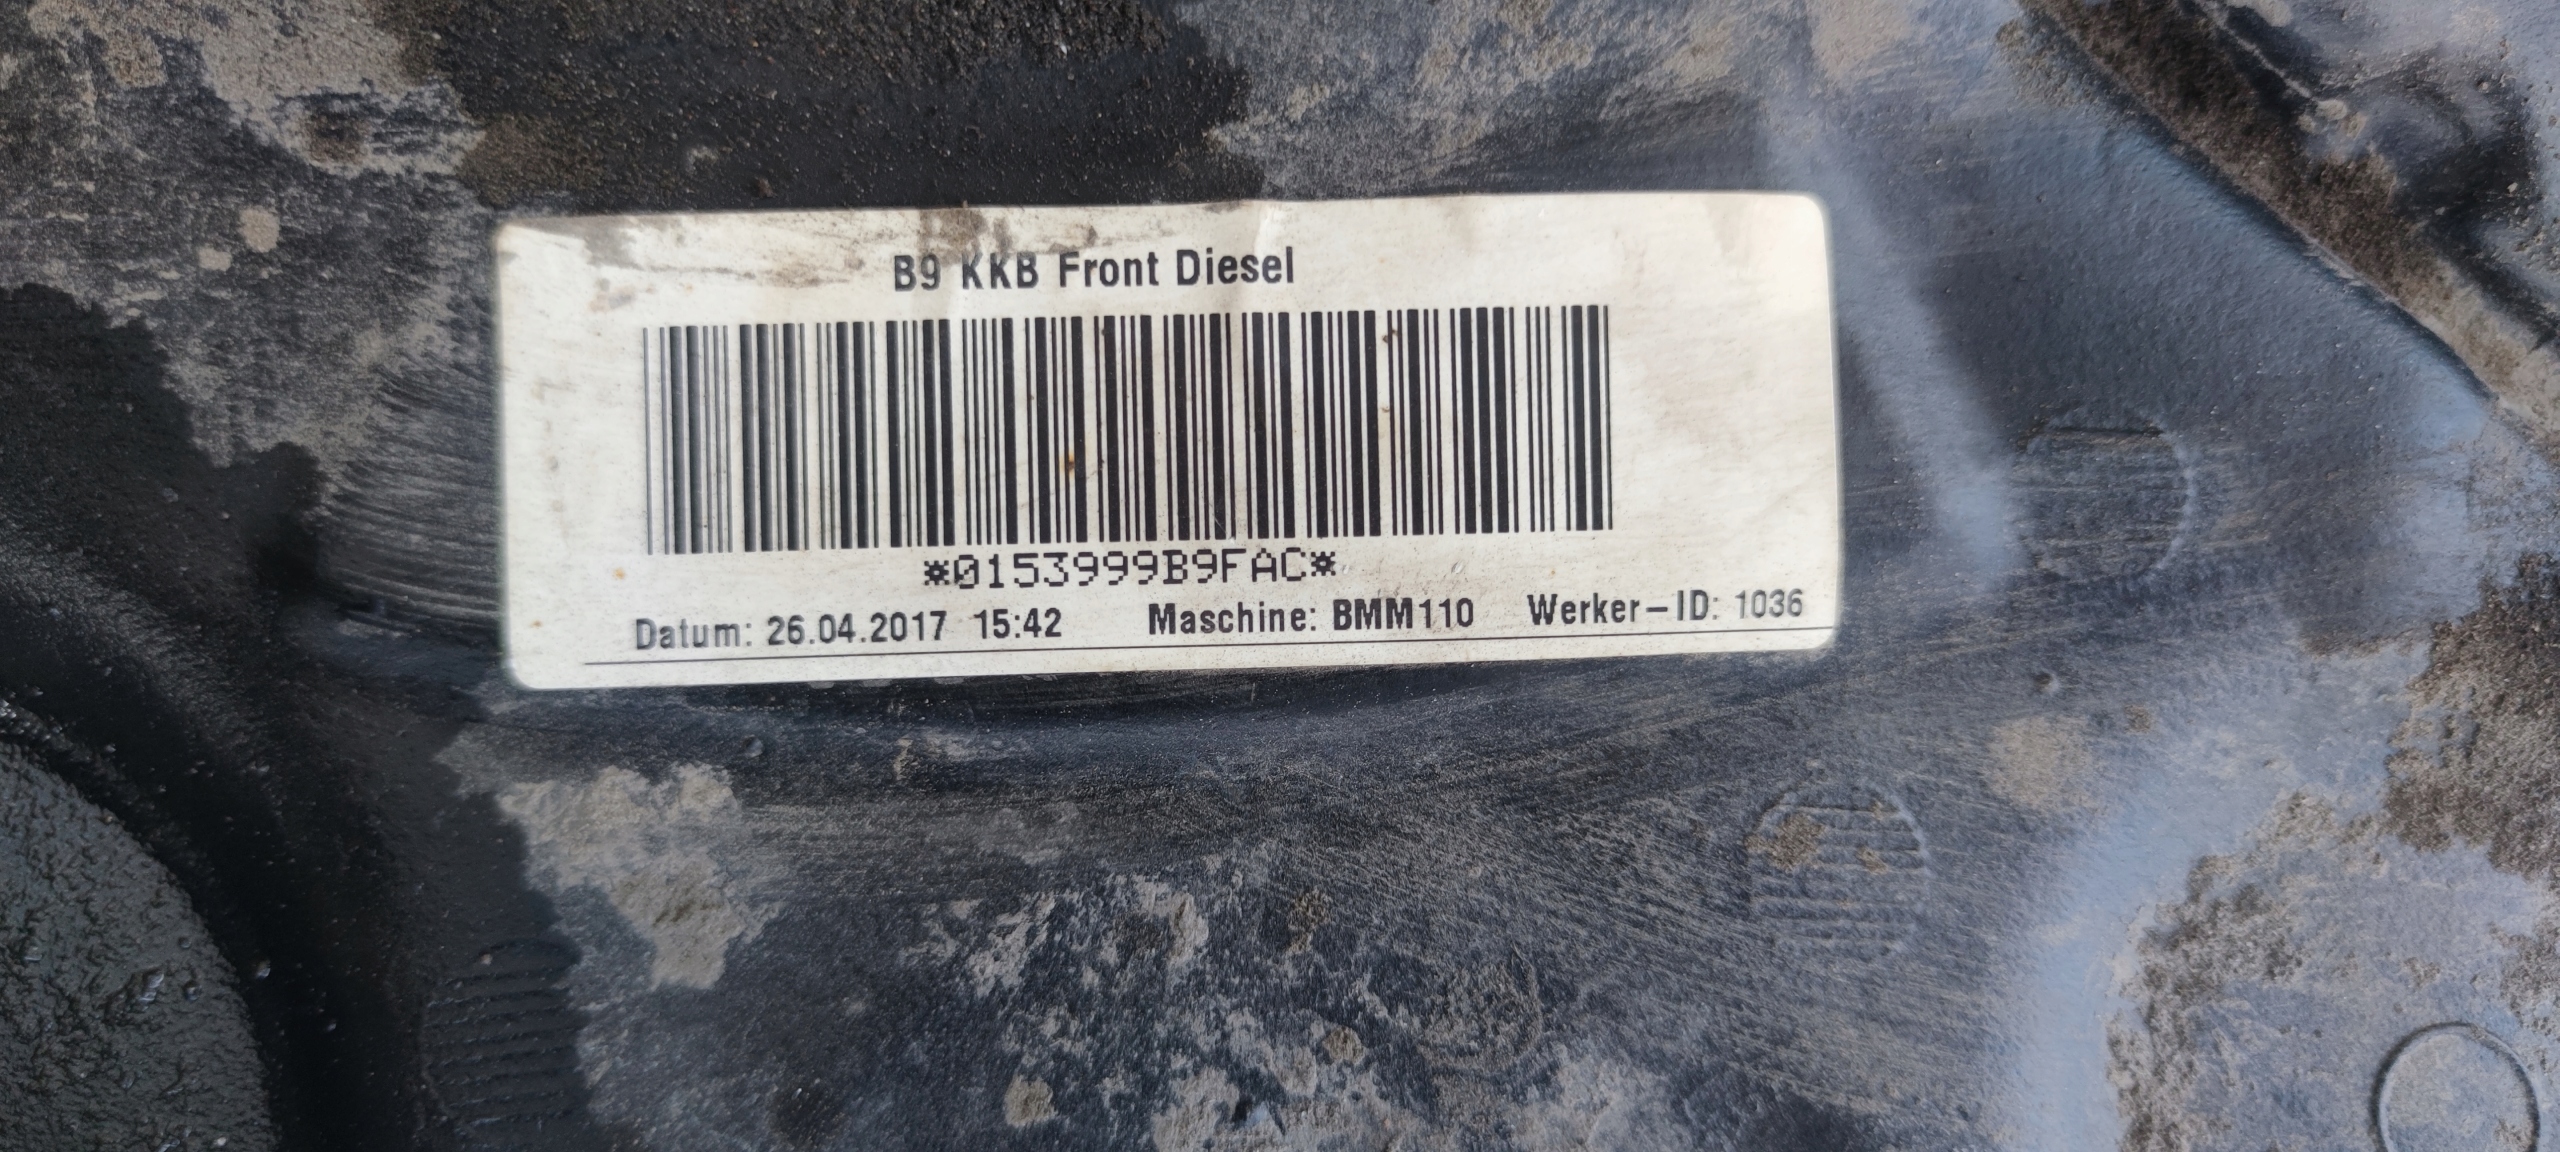 B9 KKB Front Diesel
*0153999B9FAC*
Datum: 26.04.2017 15:42 Maschine: BMM110 Werker-ID: 1036